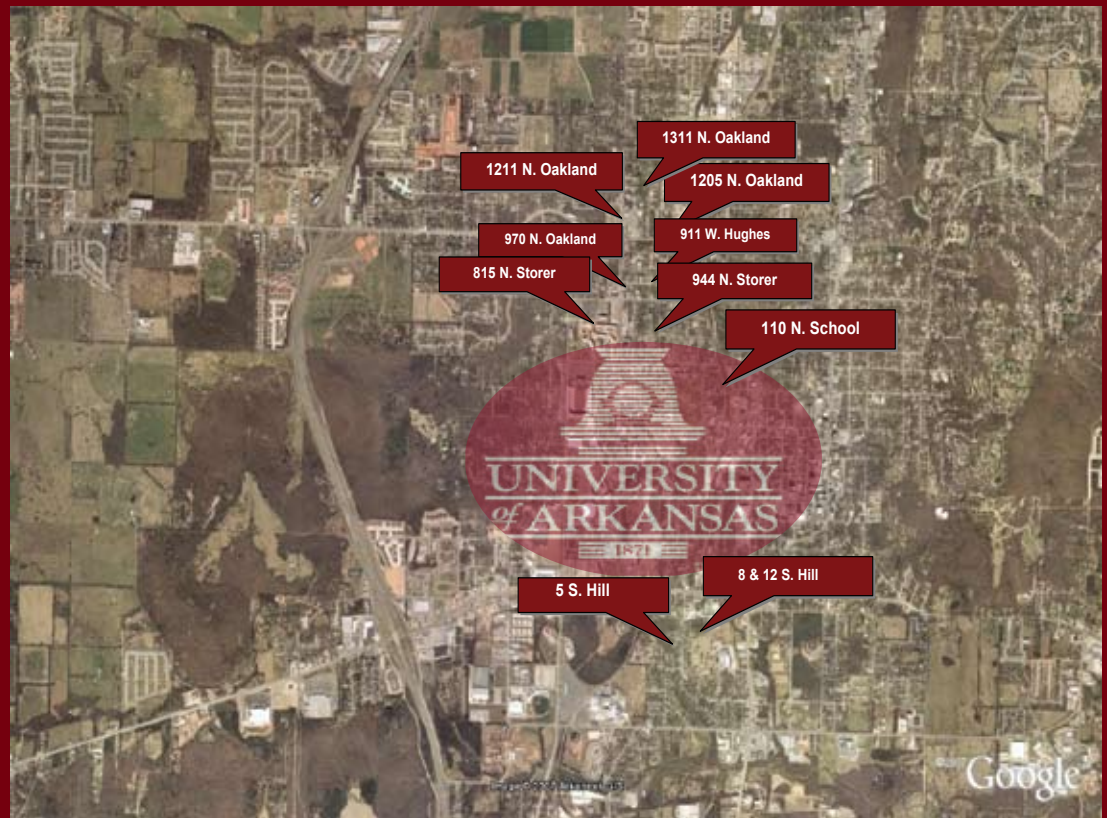 1311 N. Oakland
1211 N. Oakland
1205 N. Oakland
970 N. Oakland
911 W. Hughes
815 N. Storer
944 N. Storer
110 N. School
UNIVERSITY
of ARKANSAS
1871
5 S. Hill
8 & 12 S. Hill
Google